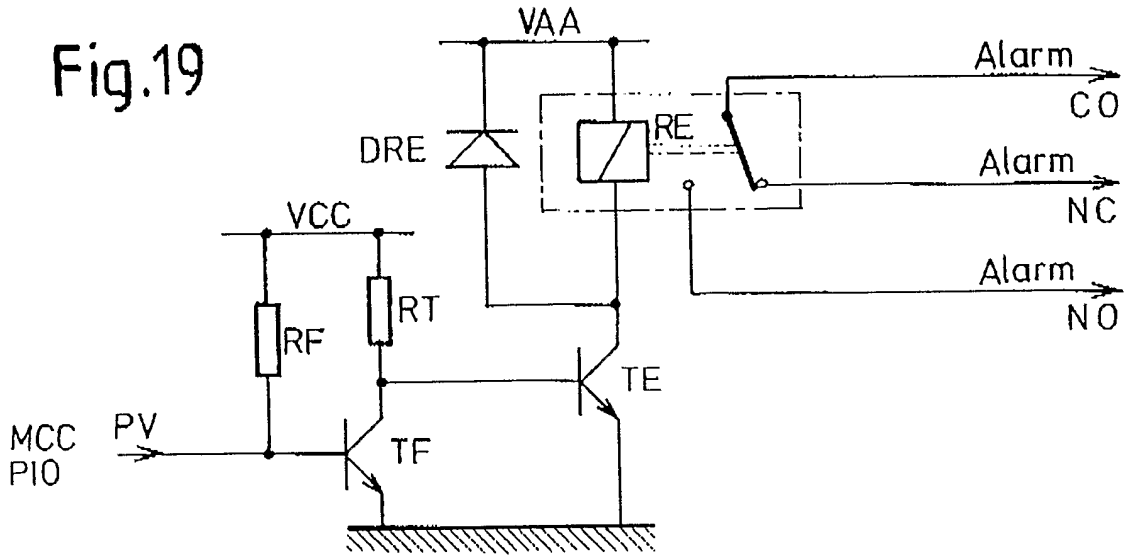 Fig.19
VAA
Alarm
CO
RE
DRE
Alarm
NC
VCC
Alarm
NO
RT
RF
TE
PV
MCC
PIO
TF